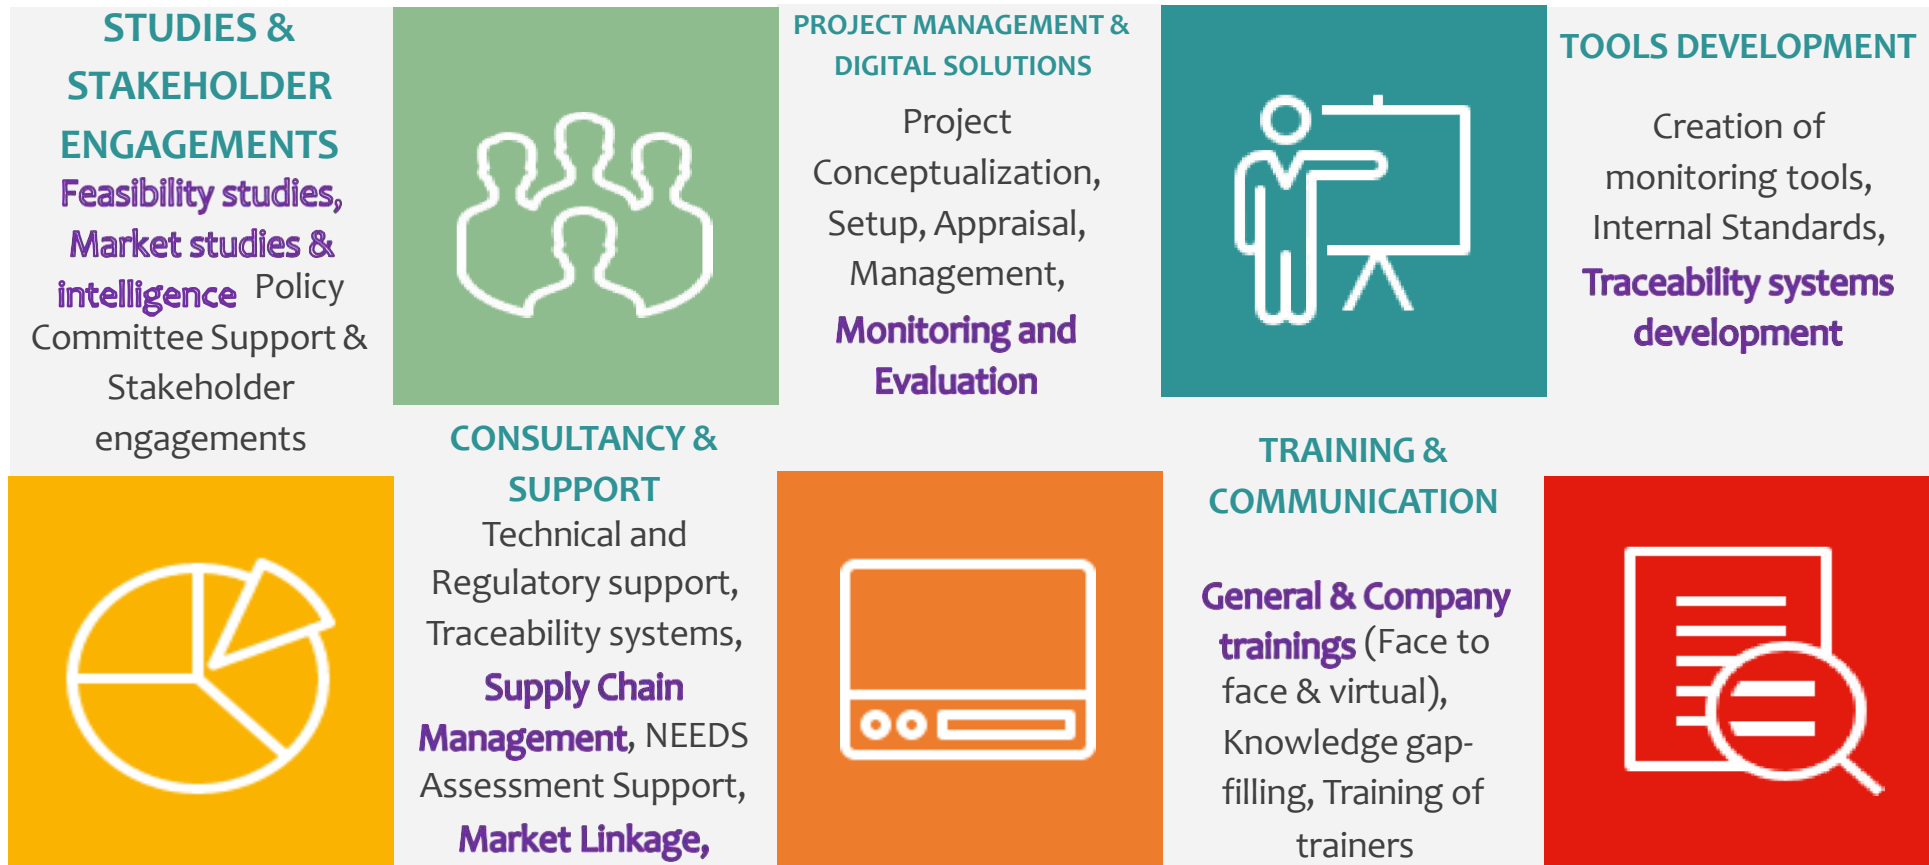 STUDIES &
STAKEHOLDER
ENGAGEMENTS
Feasibility studies,
Market studies &
intelligence Policy
Committee Support &
Stakeholder
engagements
PROJECT MANAGEMENT &
DIGITAL SOLUTIONS
Project
Conceptualization,
Setup, Appraisal,
Management,
Monitoring and
Evaluation
TOOLS DEVELOPMENT
Creation of
monitoring tools,
Internal Standards,
Traceability systems
development
CONSULTANCY &
SUPPORT
Technical and
Regulatory support,
Traceability systems,
Supply Chain
Management, NEEDS
Assessment Support,
Market Linkage,
TRAINING &
COMMUNICATION
General & Company
trainings (Face to
face & virtual),
Knowledge gap-
filling, Training of
trainers